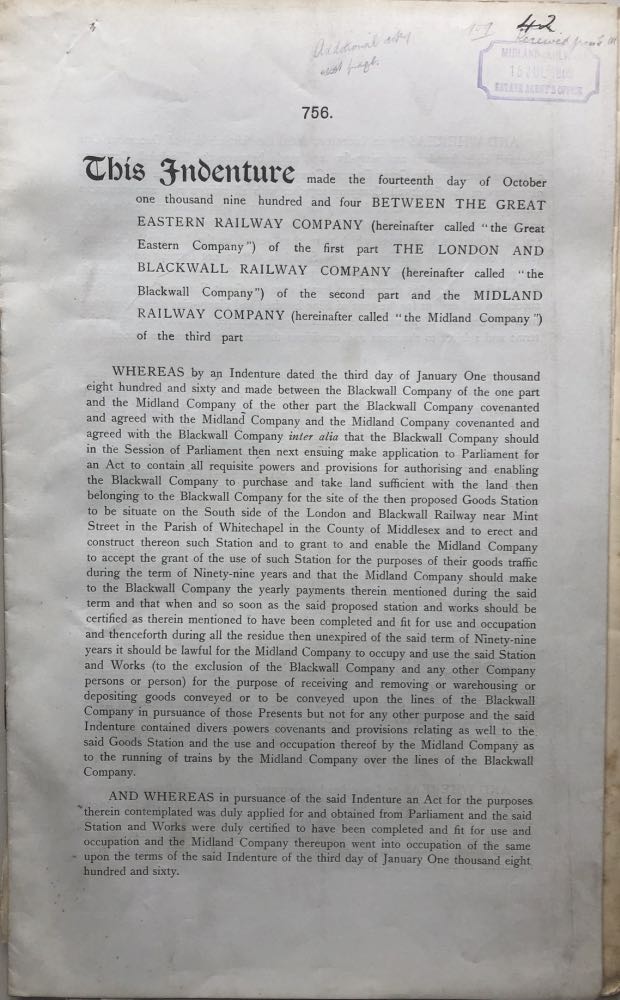 42
Additional copy
next page.
Received from
MIDLAND RAILWAY
15 JUL
ESTATE AGENT'S OFFICE
756.
This Indenture made the fourteenth day of October
one thousand nine hundred and four BETWEEN THE GREAT
EASTERN RAILWAY COMPANY (hereinafter called "the Great
Eastern Company") of the first part THE LONDON AND
BLACKWALL RAILWAY COMPANY (hereinafter called "the
Blackwall Company") of the second part and the MIDLAND
RAILWAY COMPANY (hereinafter called "the Midland Company")
of the third part
WHEREAS by an Indenture dated the third day of January One thousand
eight hundred and sixty and made between the Blackwall Company of the one part
and the Midland Company of the other part the Blackwall Company covenanted
and agreed with the Midland Company and the Midland Company covenanted and
agreed with the Blackwall Company inter alia that the Blackwall Company should
in the Session of Parliament then next ensuing make application to Parliament for
an Act to contain all requisite powers and provisions for authorising and enabling
the Blackwall Company to purchase and take land sufficient with the land then
belonging to the Blackwall Company for the site of the then proposed Goods Station
to be situate on the South side of the London and Blackwall Railway near Mint
Street in the Parish of Whitechapel in the County of Middlesex and to erect and
construct thereon such Station and to grant to and enable the Midland Company
to accept the grant of the use of such Station for the purposes of their goods traffic
during the term of Ninety-nine years and that the Midland Company should make
to the Blackwall Company the yearly payments therein mentioned during the said
term and that when and so soon as the said proposed station and works should be
certified as therein mentioned to have been completed and fit for use and occupation
and thenceforth during all the residue then unexpired of the said term of Ninety-nine
years it should be lawful for the Midland Company to occupy and use the said Station
and Works (to the exclusion of the Blackwall Company and any other Company
persons or person) for the purpose of receiving and removing or warehousing or
depositing goods conveyed or to be conveyed upon the lines of the Blackwall
Company in pursuance of those Presents but not for any other purpose and the said
Indenture contained divers powers covenants and provisions relating as well to the
said Goods Station and the use and occupation thereof by the Midland Company as
to the running of trains by the Midland Company over the lines of the Blackwall
Company.
AND WHEREAS in pursuance of the said Indenture an Act for the purposes
therein contemplated was duly applied for and obtained from Parliament and the said
Station and Works were duly certified to have been completed and fit for use and
occupation and the Midland Company thereupon went into occupation of the same
upon the terms of the said Indenture of the third day of January One thousand eight
hundred and sixty.